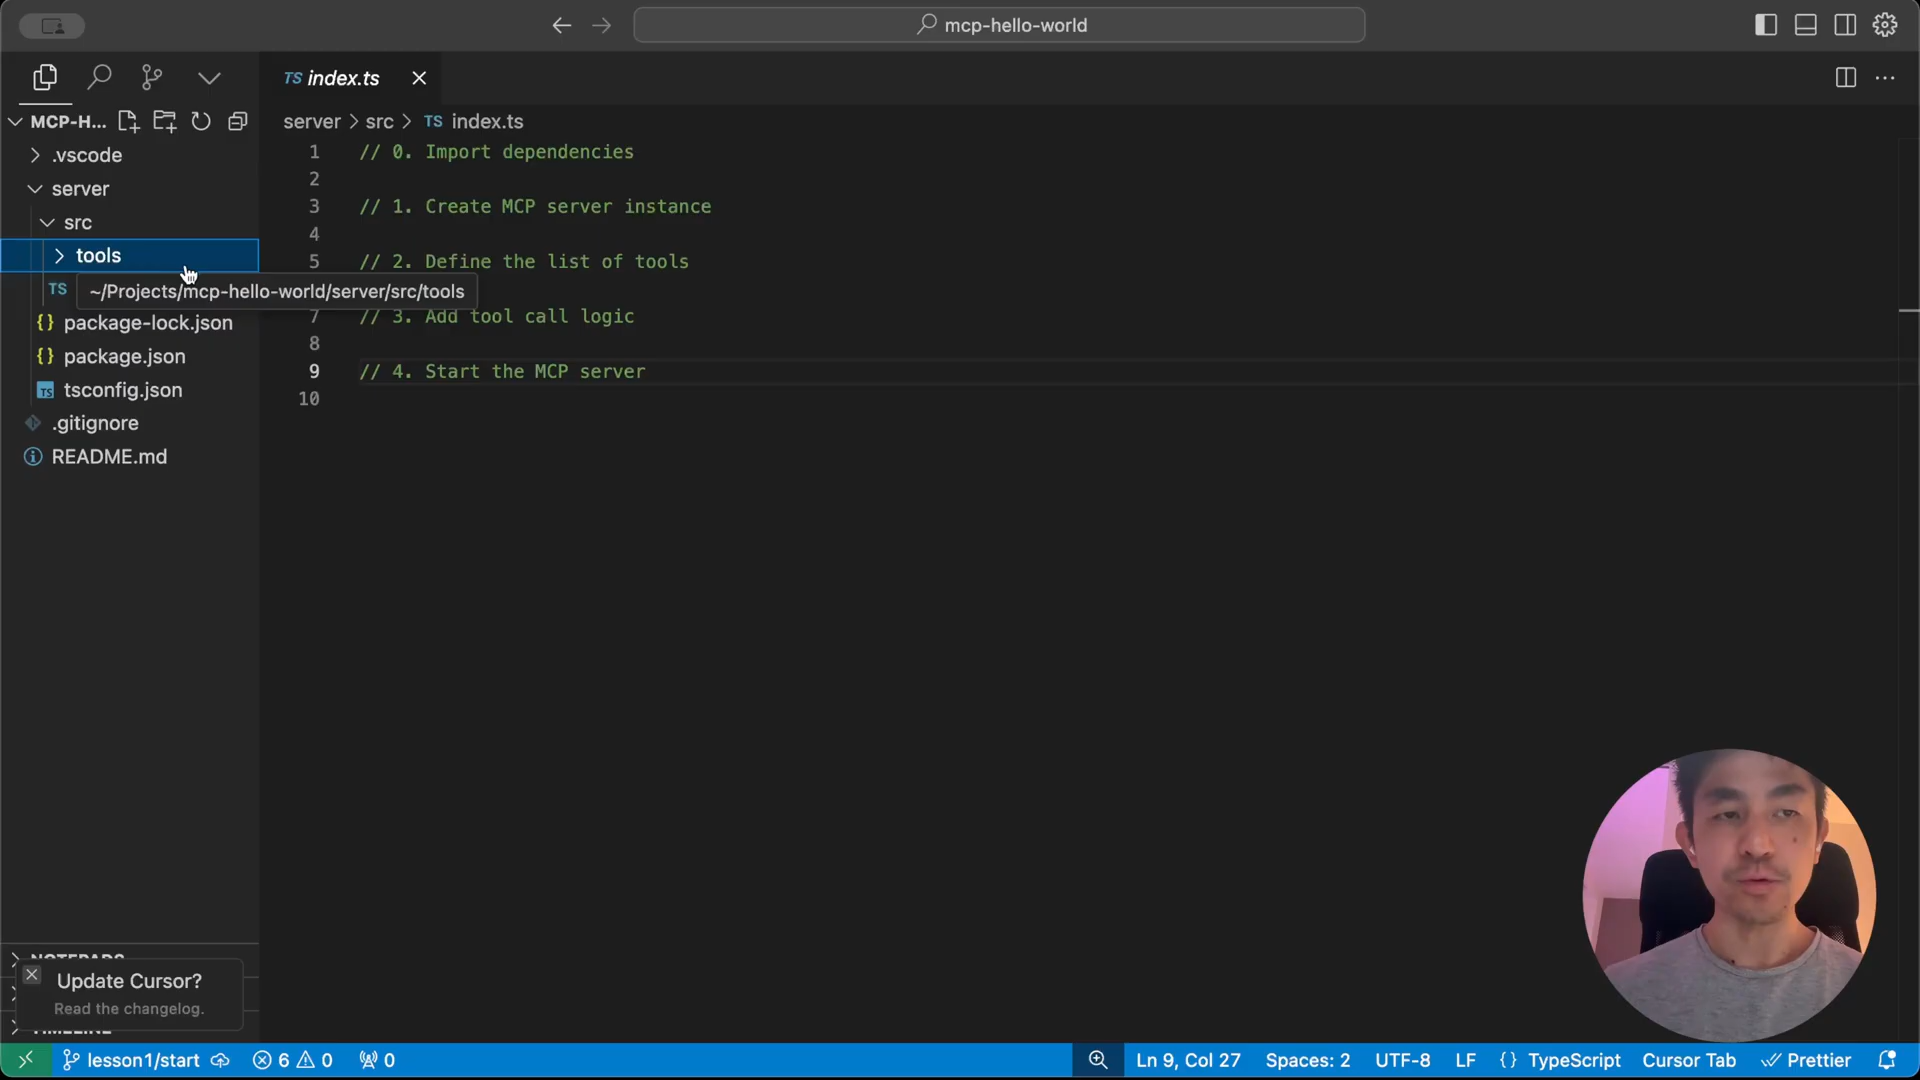 mcp-hello-world
TS index.ts
MCP-H...
server > src > TS index.ts
.vscode
server
src
tools
TS
~/Projects/mcp-hello-world/server/src/tools
{} package-lock.json
{} package.json
TS tsconfig.json
.gitignore
README.md
1 // 0. Import dependencies
2
3 // 1. Create MCP server instance
4
5 // 2. Define the list of tools
7 // 3. Add tool call logic
8
9 // 4. Start the MCP server
10
NOTEPADS
Update Cursor?
Read the changelog.
TIMELINE
lesson1/start 6 0 0 Ln 9, Col 27 Spaces: 2 UTF-8 LF {} TypeScript Cursor Tab Prettier